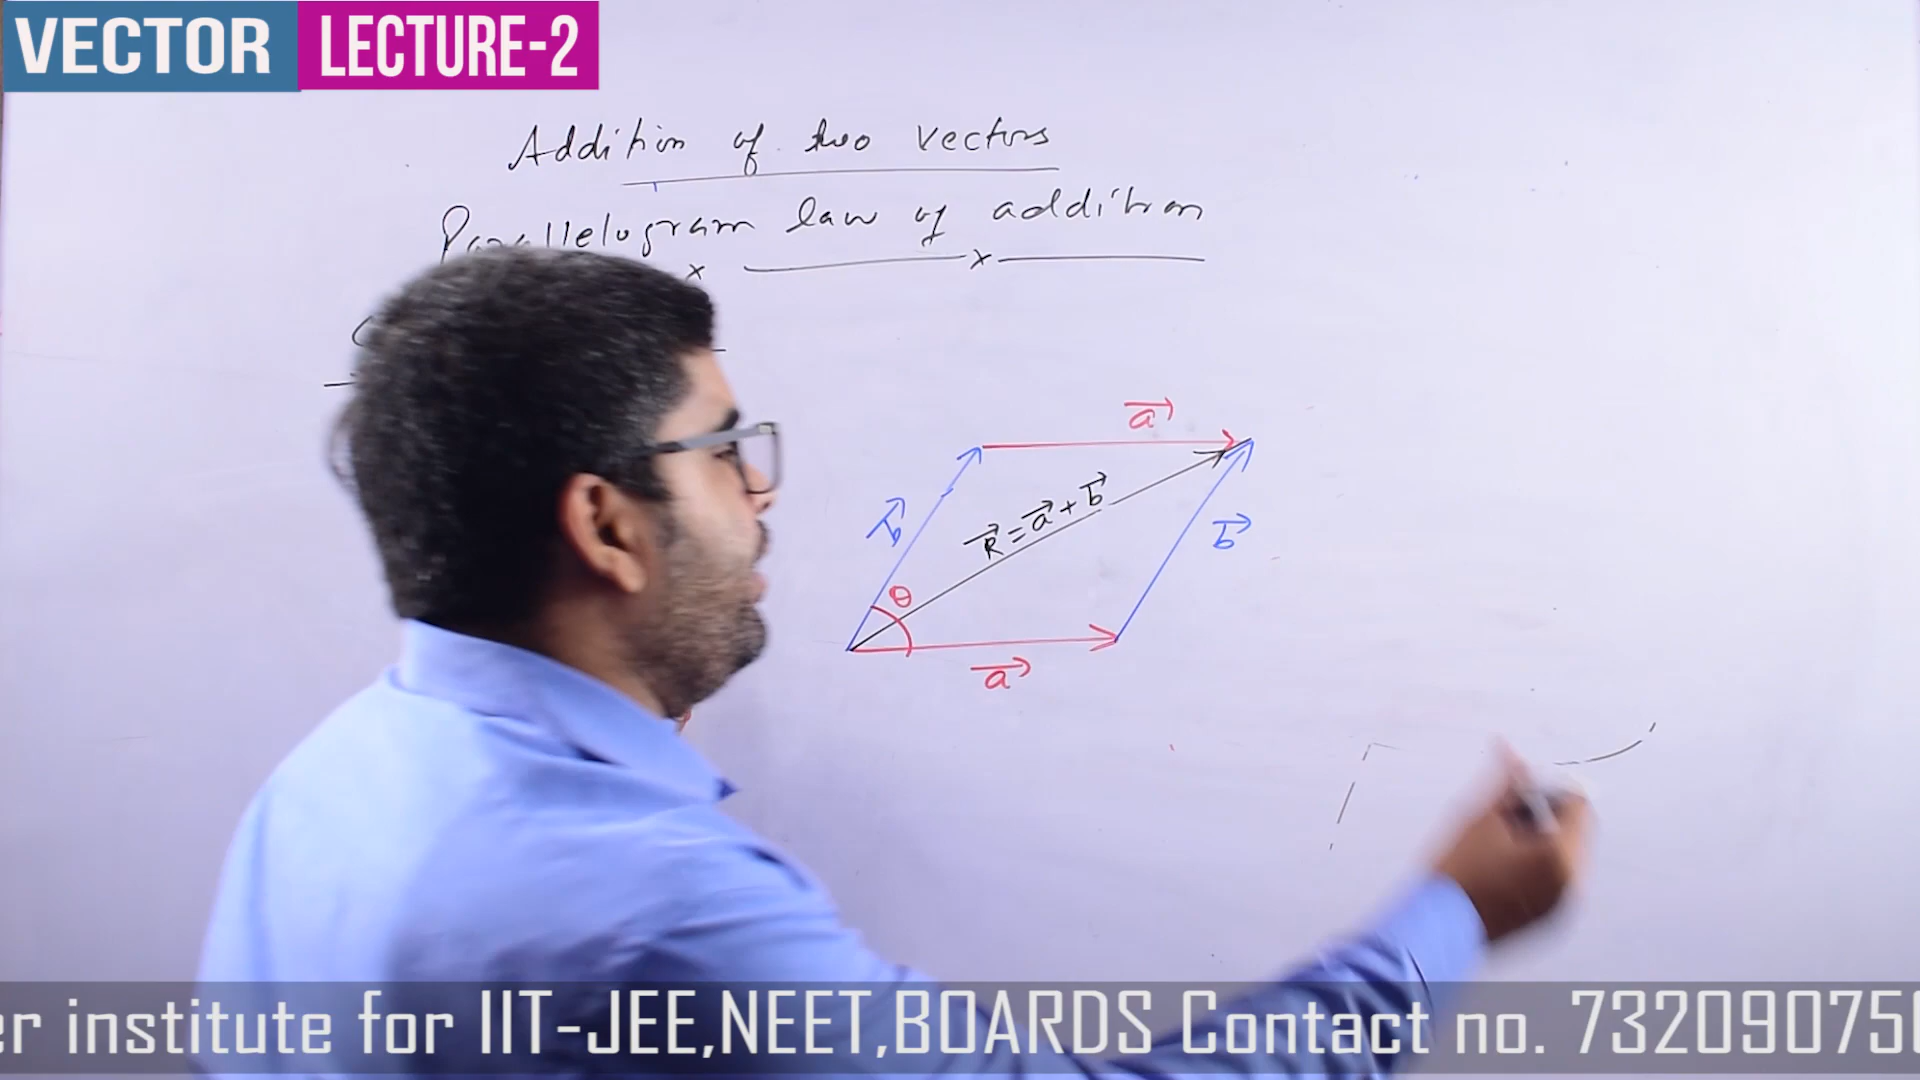 VECTOR LECTURE-2
Addition of two vectors
Parallelogram law of addition
a
b
R = a + b
b
θ
a
er institute for IIT-JEE,NEET,BOARDS Contact no. 732090750